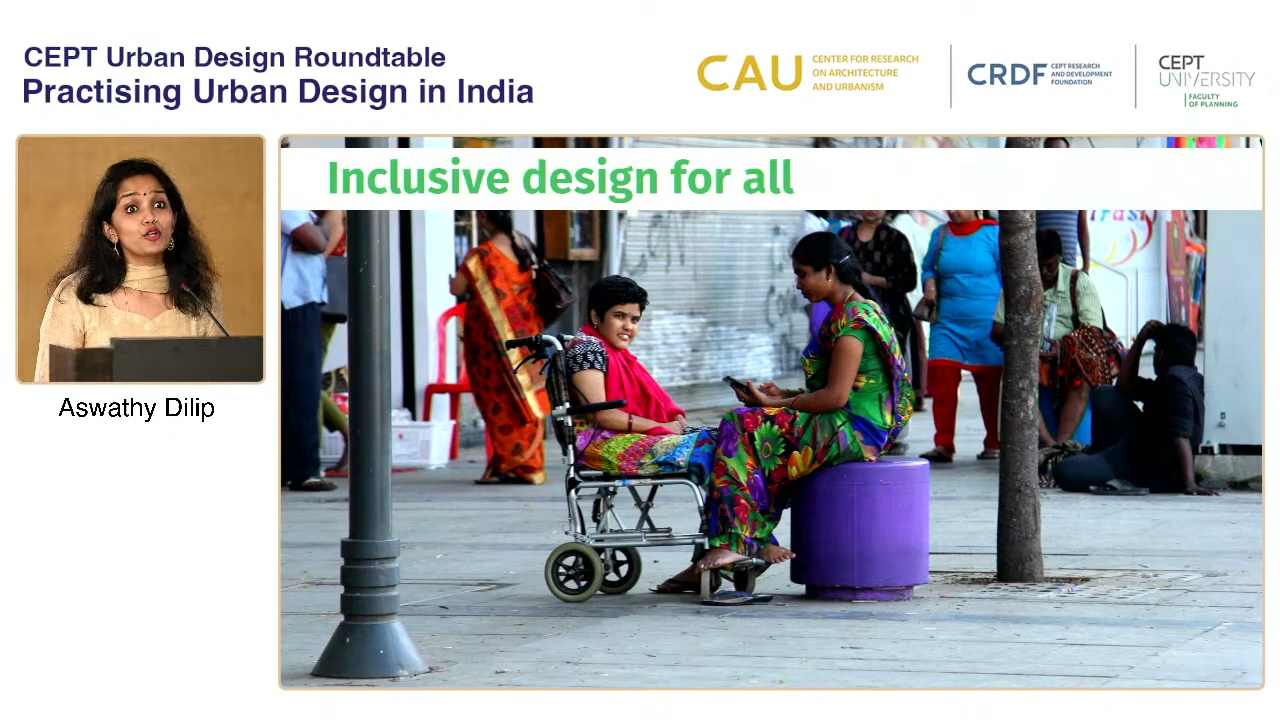 CEPT Urban Design Roundtable
Practising Urban Design in India
CAU
CENTER FOR RESEARCH
ON ARCHITECTURE
AND URBANISM
CRDF
CEPT RESEARCH
AND DEVELOPMENT
FOUNDATION
CEPT
UNIVERSITY
FACULTY
OF PLANNING
Inclusive design for all
Aswathy Dilip